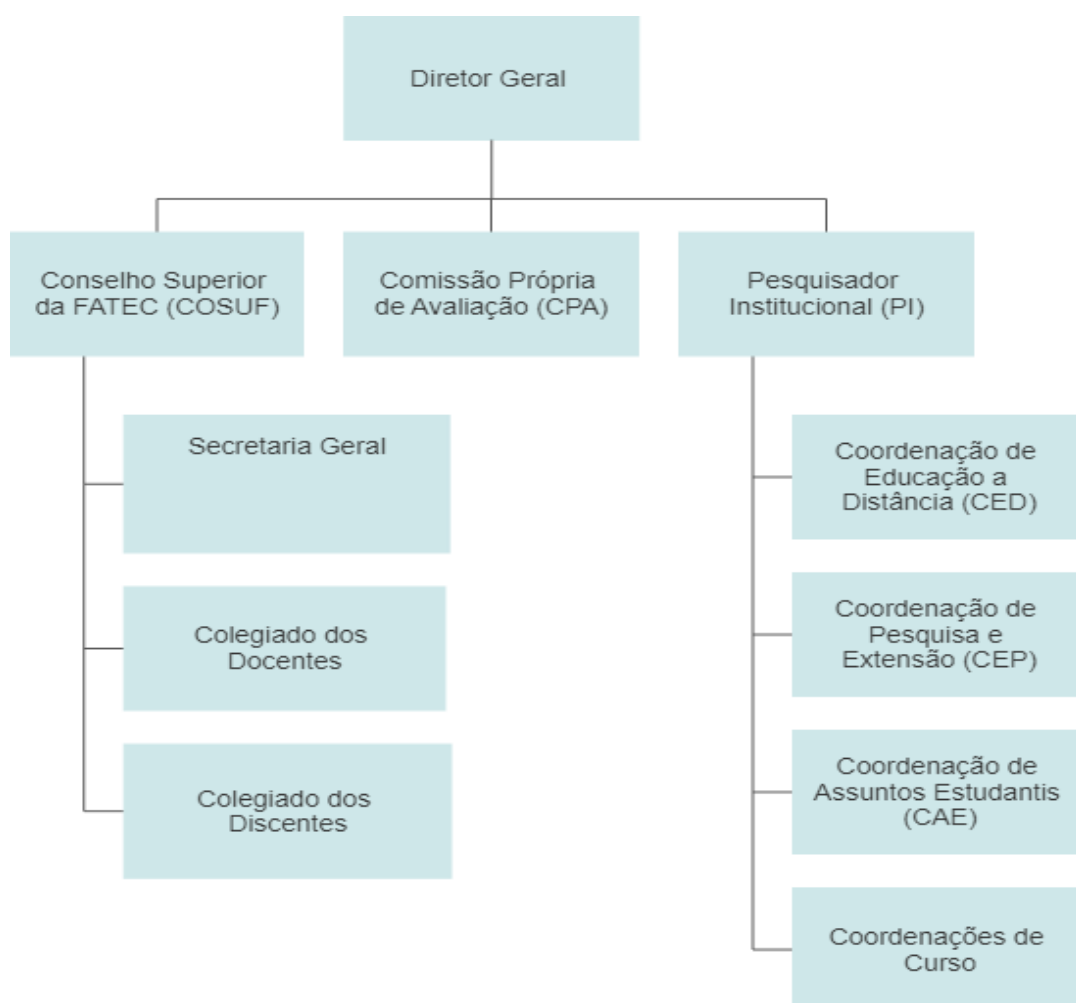 Diretor Geral
Conselho Superior
da FATEC (COSUF)
Comissão Própria
de Avaliação (CPA)
Pesquisador
Institucional (PI)
Secretaria Geral
Colegiado dos
Docentes
Colegiado dos
Discentes
Coordenação de
Educação a
Distância (CED)
Coordenação de
Pesquisa e
Extensão (CEP)
Coordenação de
Assuntos Estudantis
(CAE)
Coordenações de
Curso